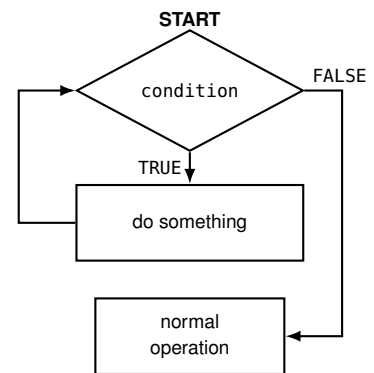 START
condition
FALSE
TRUE
do something
normal
operation